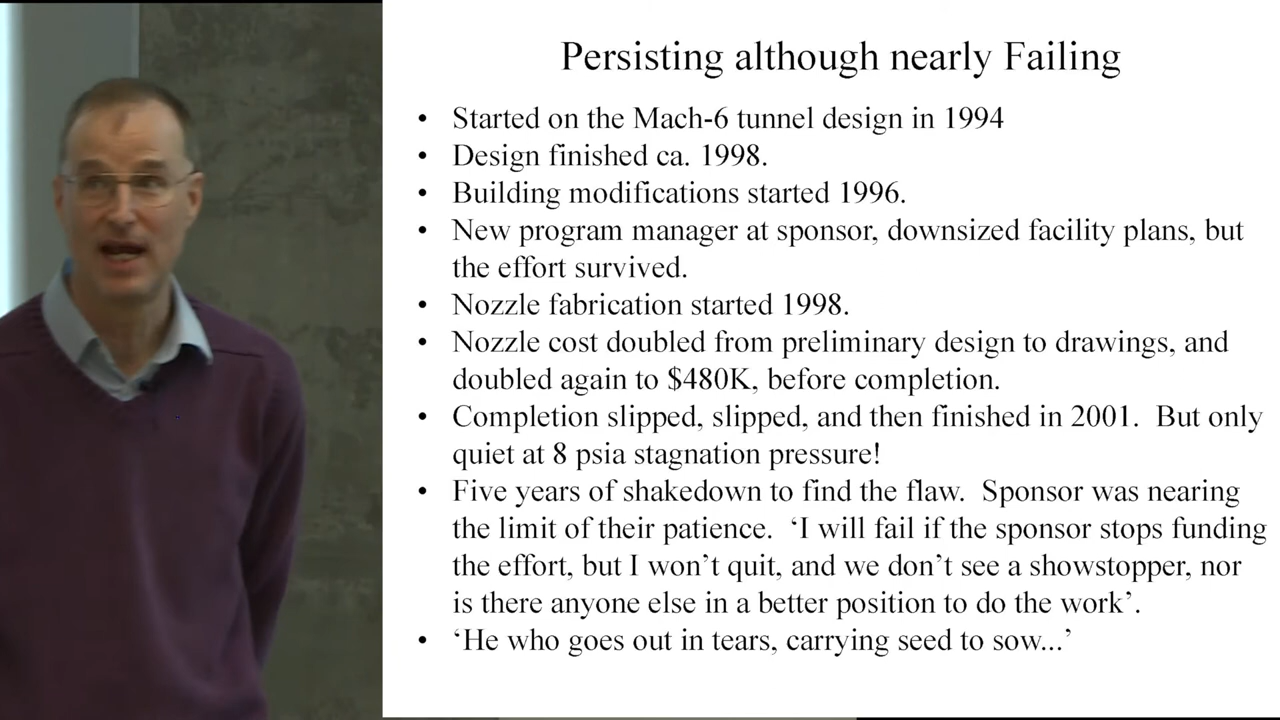 Persisting although nearly Failing
• Started on the Mach-6 tunnel design in 1994
• Design finished ca. 1998.
• Building modifications started 1996.
• New program manager at sponsor, downsized facility plans, but
the effort survived.
• Nozzle fabrication started 1998.
• Nozzle cost doubled from preliminary design to drawings, and
doubled again to $480K, before completion.
• Completion slipped, slipped, and then finished in 2001.  But only
quiet at 8 psia stagnation pressure!
• Five years of shakedown to find the flaw.  Sponsor was nearing
the limit of their patience.  ‘I will fail if the sponsor stops funding
the effort, but I won’t quit, and we don’t see a showstopper, nor
is there anyone else in a better position to do the work’.
• ‘He who goes out in tears, carrying seed to sow...’